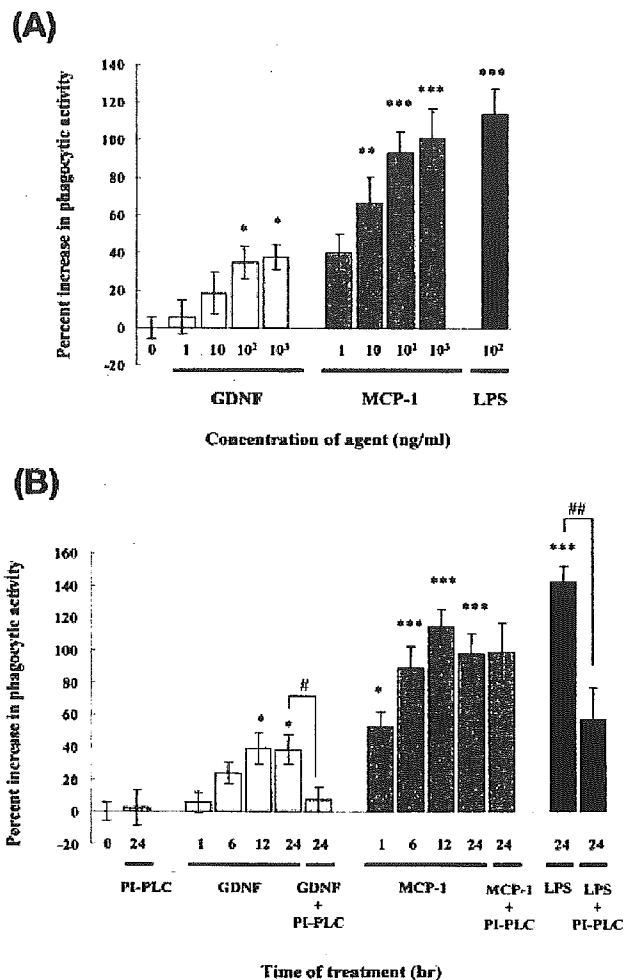 (A)
Percent increase in phagocytic activity
140
120
100
80
60
40
20
0
-20
* * ** *** *** ***
0 1 10 10² 10³ 1 10 10² 10³ 10²
GDNF MCP-1 LPS
Concentration of agent (ng/ml)
(B)
Percent increase in phagocytic activity
160
140
120
100
80
60
40
20
0
-20
##
*** *** *** ***
# * * *
0 24 1 6 12 24 24 1 6 12 24 24 24 24
PI-PLC GDNF GDNF + PI-PLC MCP-1 MCP-1 + PI-PLC LPS LPS + PI-PLC
Time of treatment (hr)